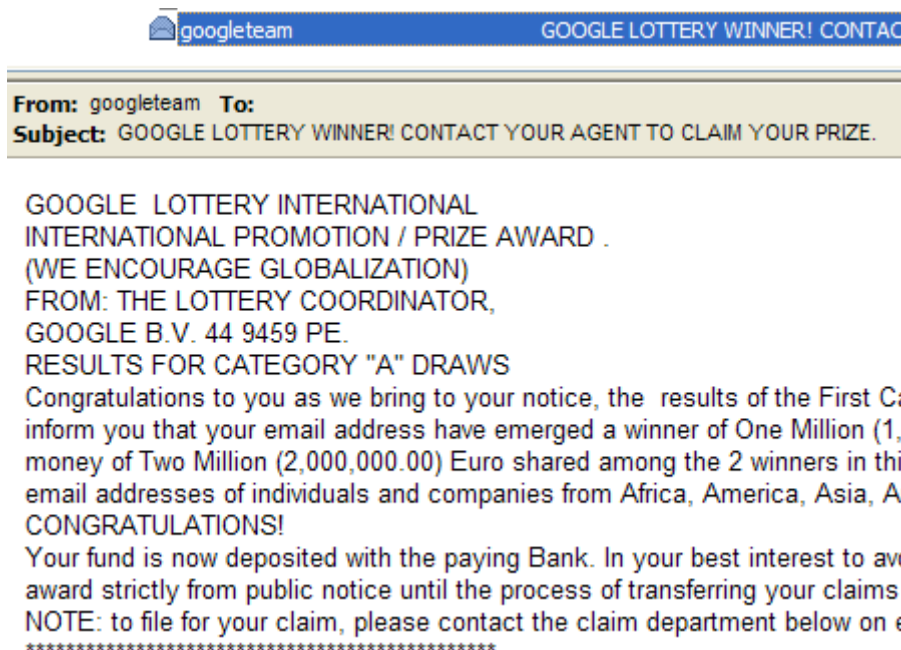 googleteam GOOGLE LOTTERY WINNER! CONTAC
From: googleteam To:
Subject: GOOGLE LOTTERY WINNER! CONTACT YOUR AGENT TO CLAIM YOUR PRIZE.
GOOGLE LOTTERY INTERNATIONAL
INTERNATIONAL PROMOTION / PRIZE AWARD .
(WE ENCOURAGE GLOBALIZATION)
FROM: THE LOTTERY COORDINATOR,
GOOGLE B.V. 44 9459 PE.
RESULTS FOR CATEGORY "A" DRAWS
Congratulations to you as we bring to your notice, the results of the First Ca
inform you that your email address have emerged a winner of One Million (1,
money of Two Million (2,000,000.00) Euro shared among the 2 winners in thi
email addresses of individuals and companies from Africa, America, Asia, A
CONGRATULATIONS!
Your fund is now deposited with the paying Bank. In your best interest to avo
award strictly from public notice until the process of transferring your claims
NOTE: to file for your claim, please contact the claim department below on e
***********************************************